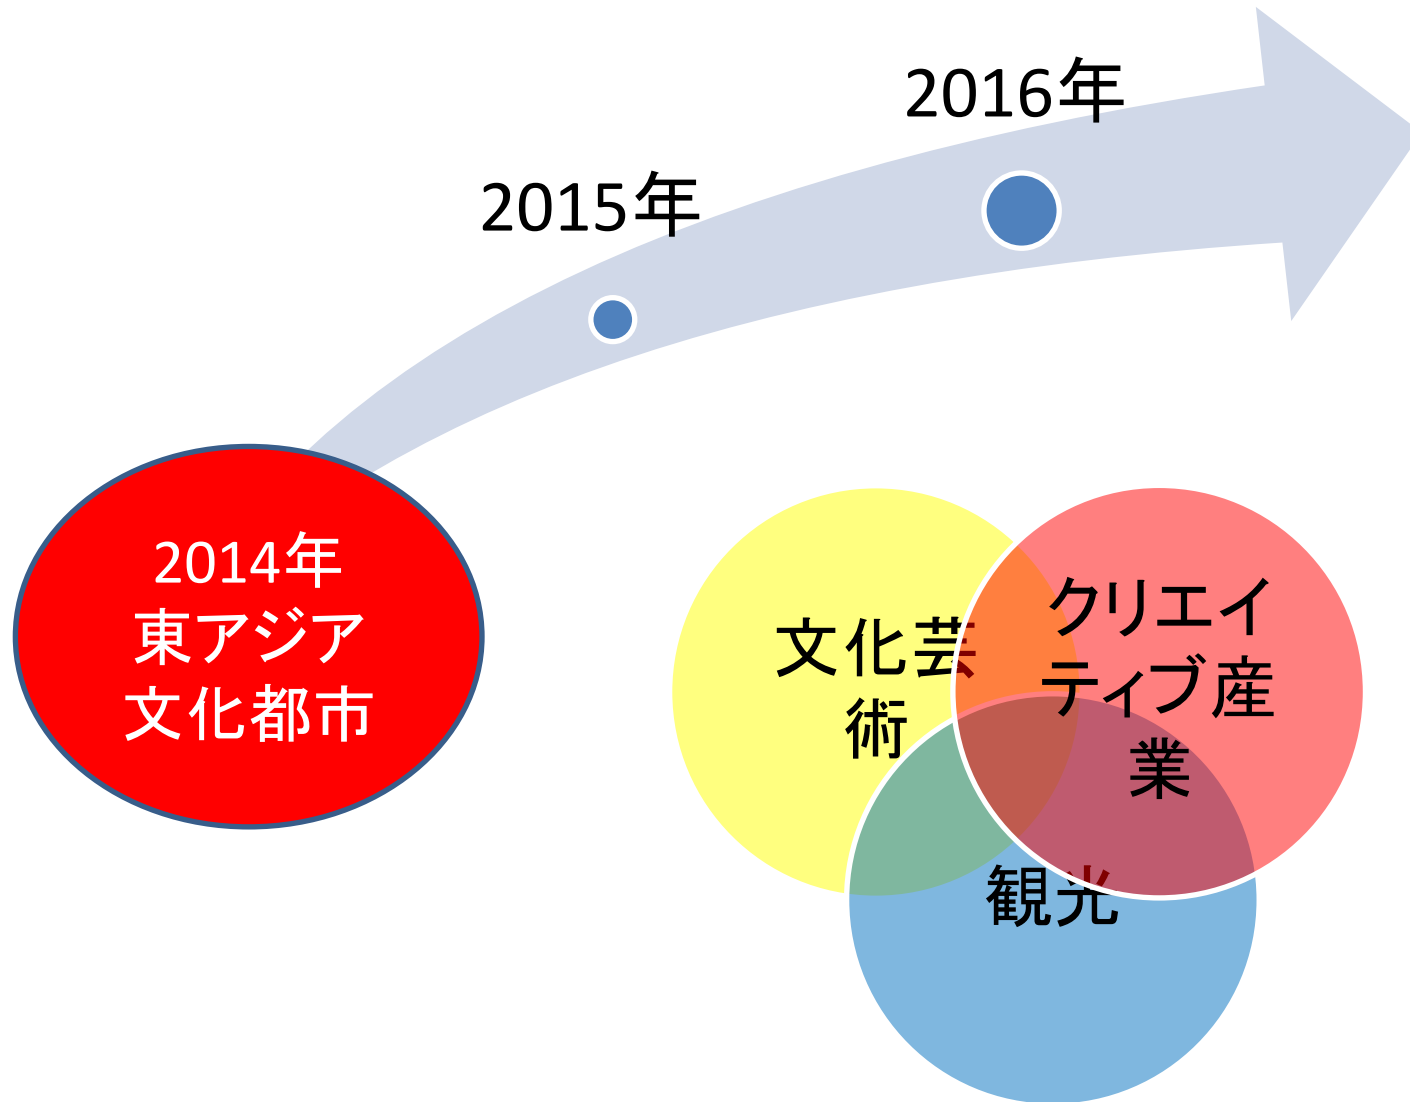 2016年
2015年
2014年
東アジア
文化都市
文化芸
術
クリエイ
ティブ産
業
観光